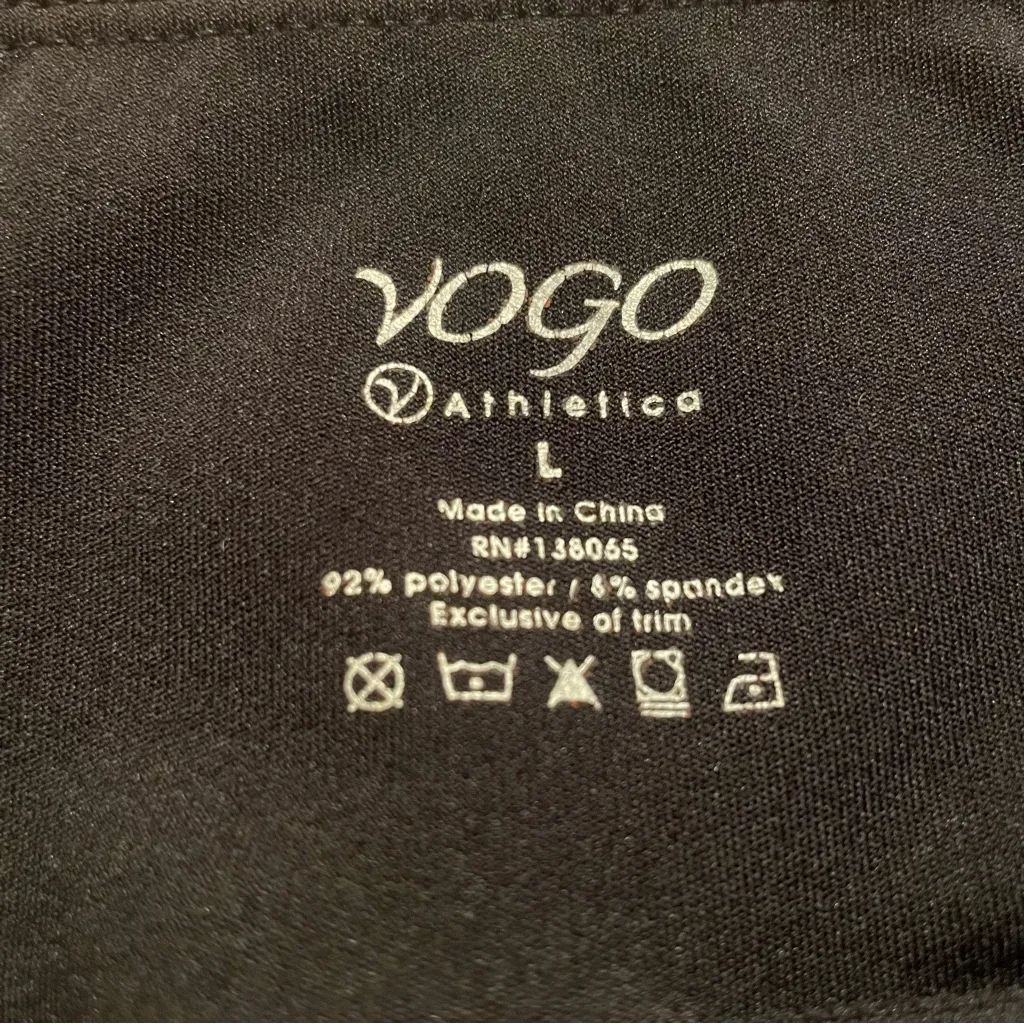 VOGO
Athletica
L
Made in China
RN#138065
92% polyester / 8% spandex
Exclusive of trim